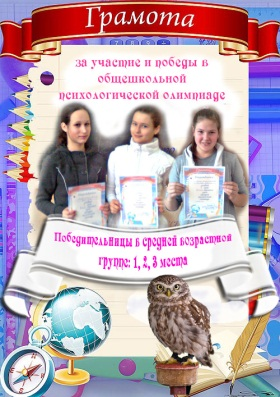 Грамота
за участие и победы в
общешкольной
психологической олимпиаде
Победительницы в средней возрастной
группе: 1, 2, 3 места